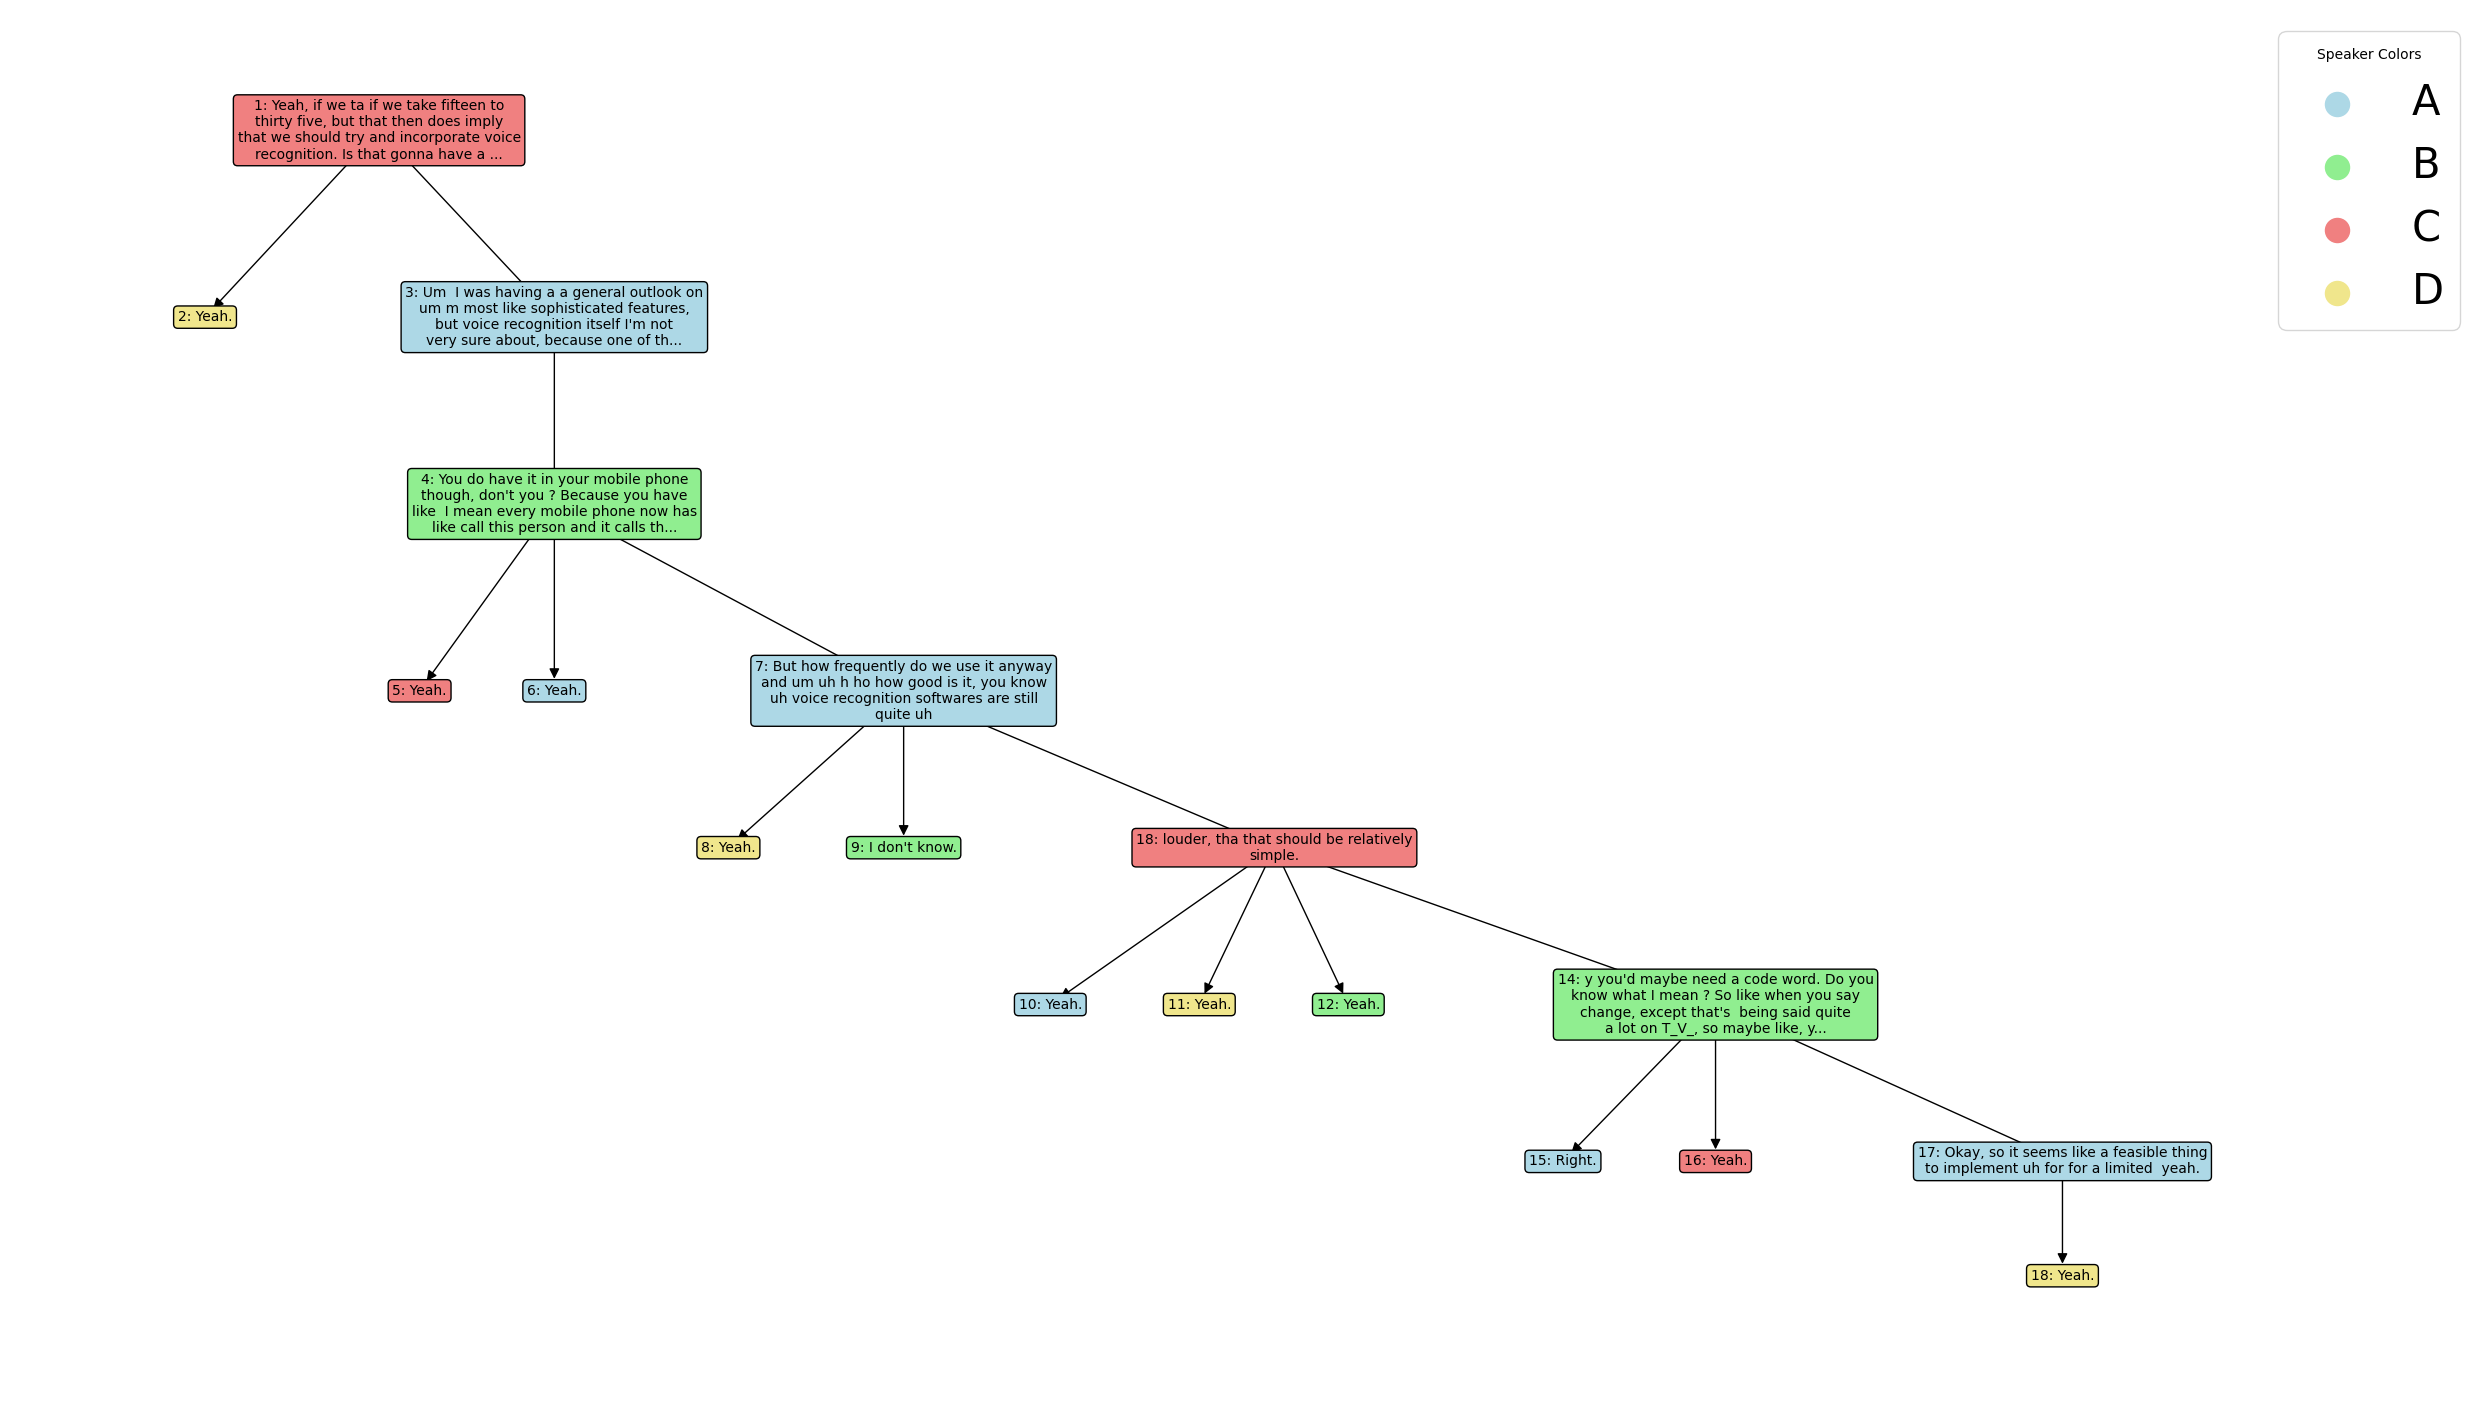 Speaker Colors
A
B
C
D
1: Yeah, if we ta if we take fifteen to
thirty five, but that then does imply
that we should try and incorporate voice
recognition. Is that gonna have a ...
2: Yeah.
3: Um  I was having a a general outlook on
um m most like sophisticated features,
but voice recognition itself I'm not
very sure about, because one of th...
4: You do have it in your mobile phone
though, don't you ? Because you have
like  I mean every mobile phone now has
like call this person and it calls th...
5: Yeah.
6: Yeah.
7: But how frequently do we use it anyway
and um uh h ho how good is it, you know
uh voice recognition softwares are still
quite uh
8: Yeah.
9: I don't know.
18: louder, tha that should be relatively
simple.
10: Yeah.
11: Yeah.
12: Yeah.
14: y you'd maybe need a code word. Do you
know what I mean ? So like when you say
change, except that's  being said quite
a lot on T_V_, so maybe like, y...
15: Right.
16: Yeah.
17: Okay, so it seems like a feasible thing
to implement uh for for a limited  yeah.
18: Yeah.